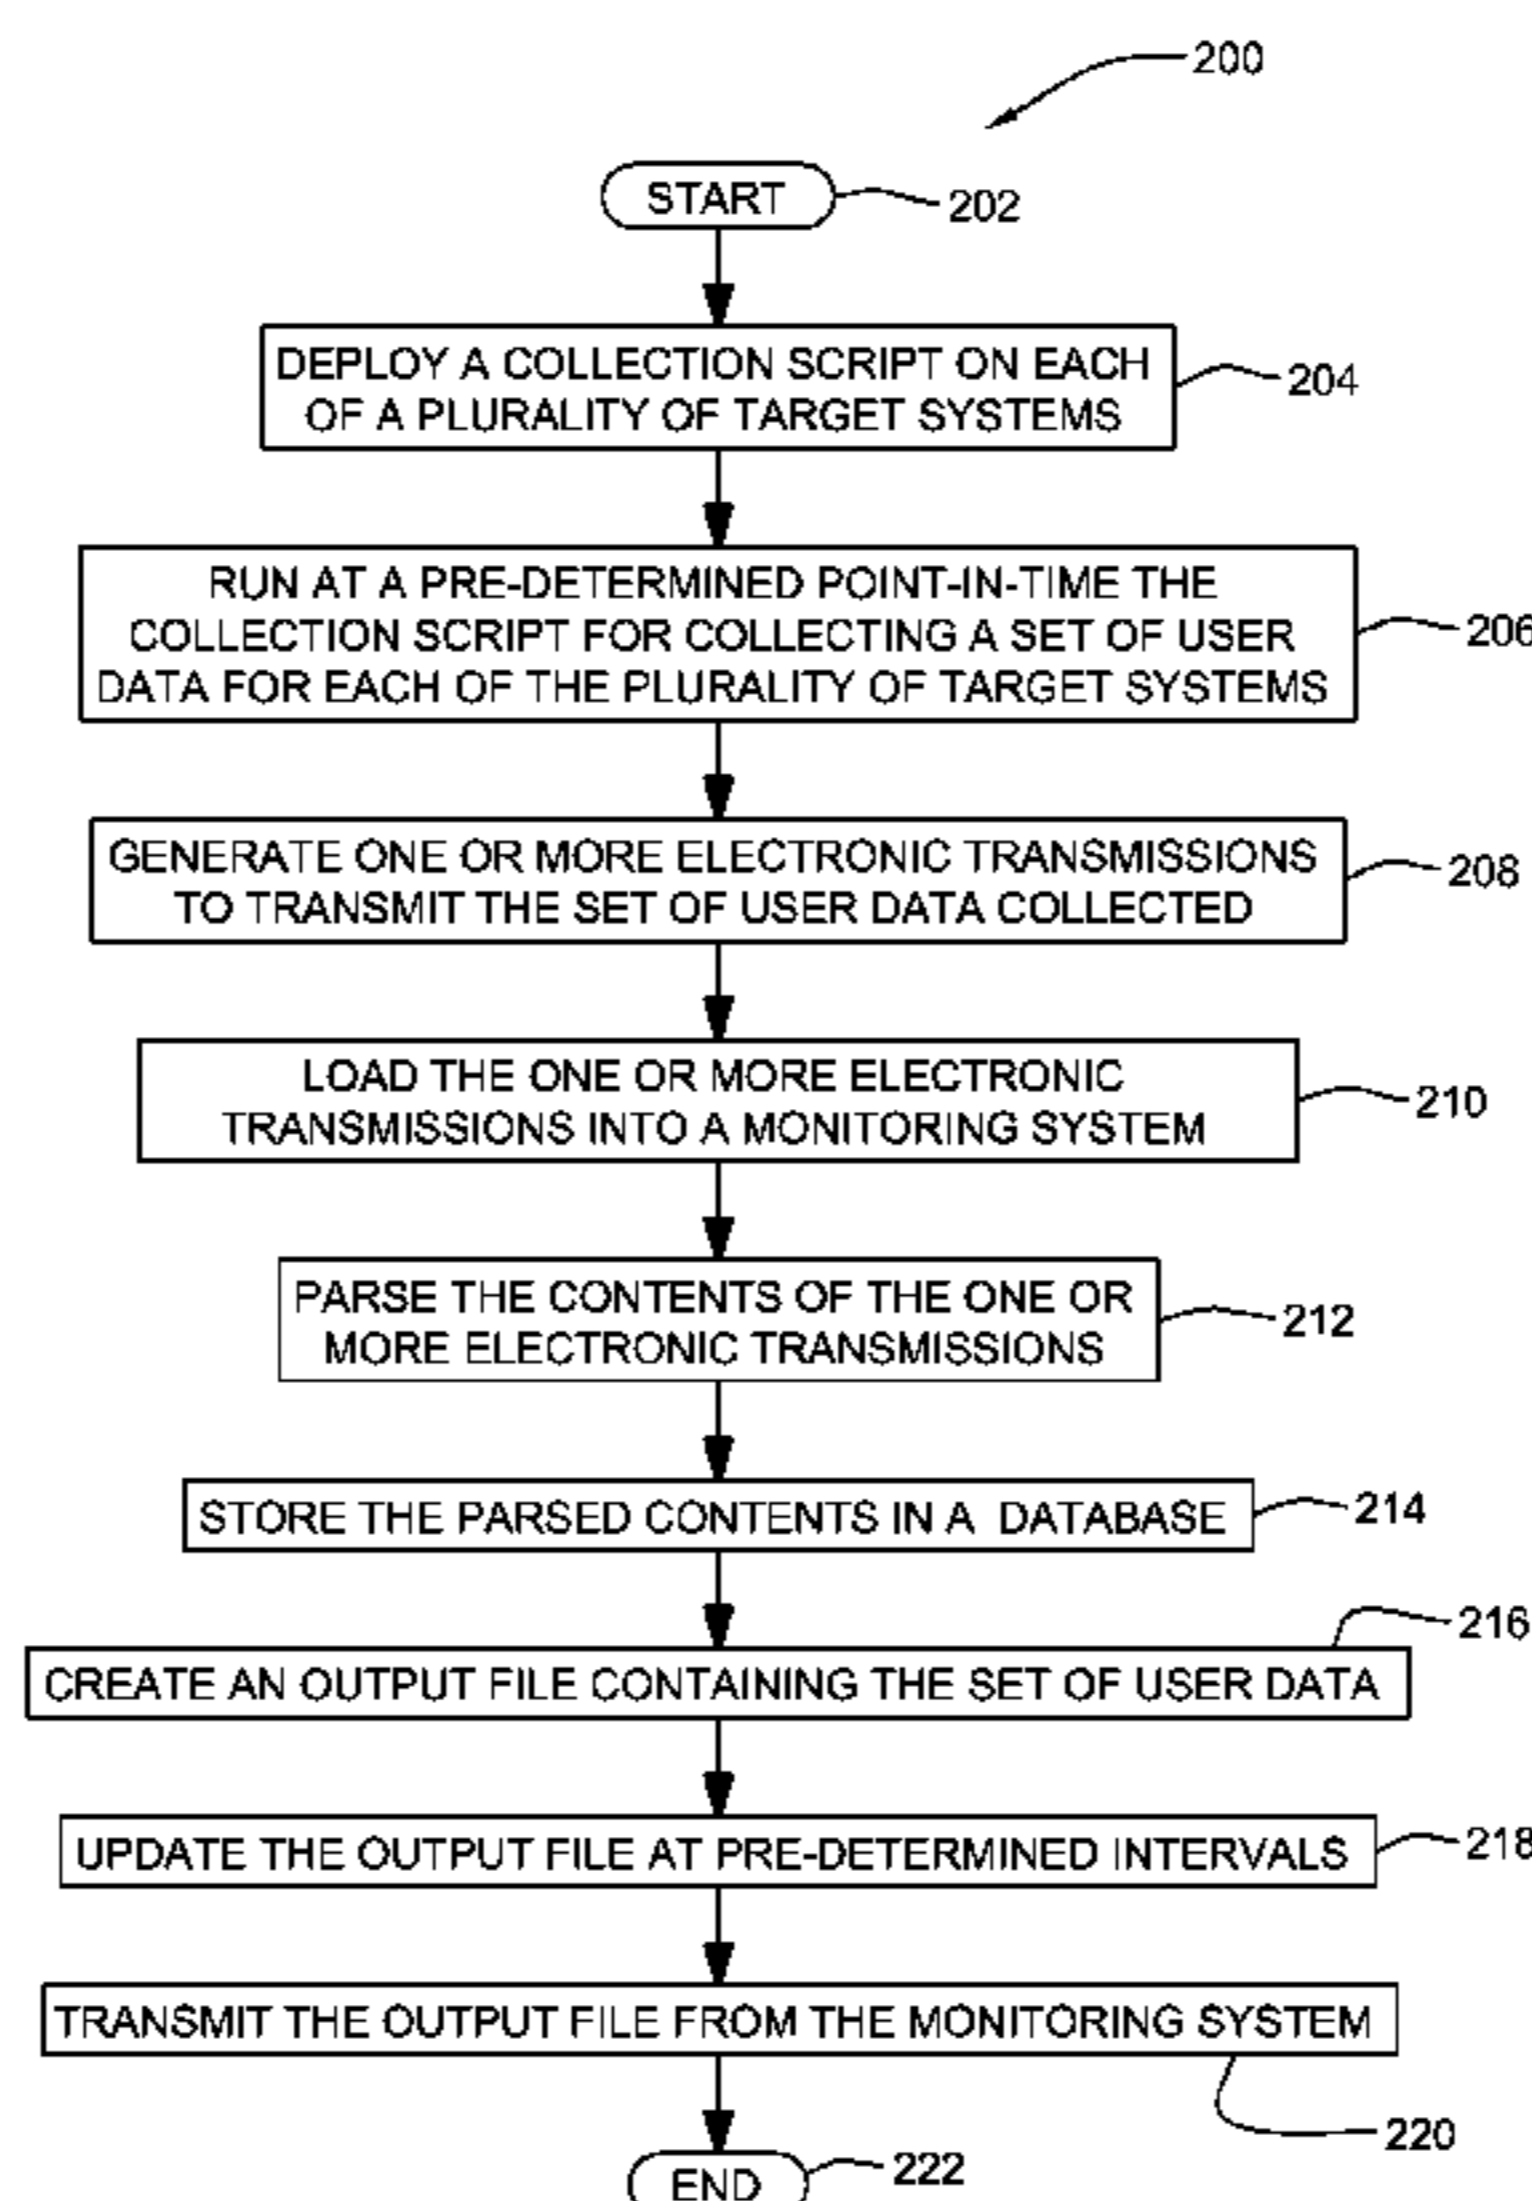 200
START
202
DEPLOY A COLLECTION SCRIPT ON EACH
OF A PLURALITY OF TARGET SYSTEMS
204
RUN AT A PRE-DETERMINED POINT-IN-TIME THE
COLLECTION SCRIPT FOR COLLECTING A SET OF USER
DATA FOR EACH OF THE PLURALITY OF TARGET SYSTEMS
206
GENERATE ONE OR MORE ELECTRONIC TRANSMISSIONS
TO TRANSMIT THE SET OF USER DATA COLLECTED
208
LOAD THE ONE OR MORE ELECTRONIC
TRANSMISSIONS INTO A MONITORING SYSTEM
210
PARSE THE CONTENTS OF THE ONE OR
MORE ELECTRONIC TRANSMISSIONS
212
STORE THE PARSED CONTENTS IN A DATABASE
214
216
CREATE AN OUTPUT FILE CONTAINING THE SET OF USER DATA
UPDATE THE OUTPUT FILE AT PRE-DETERMINED INTERVALS
218
TRANSMIT THE OUTPUT FILE FROM THE MONITORING SYSTEM
220
END
222